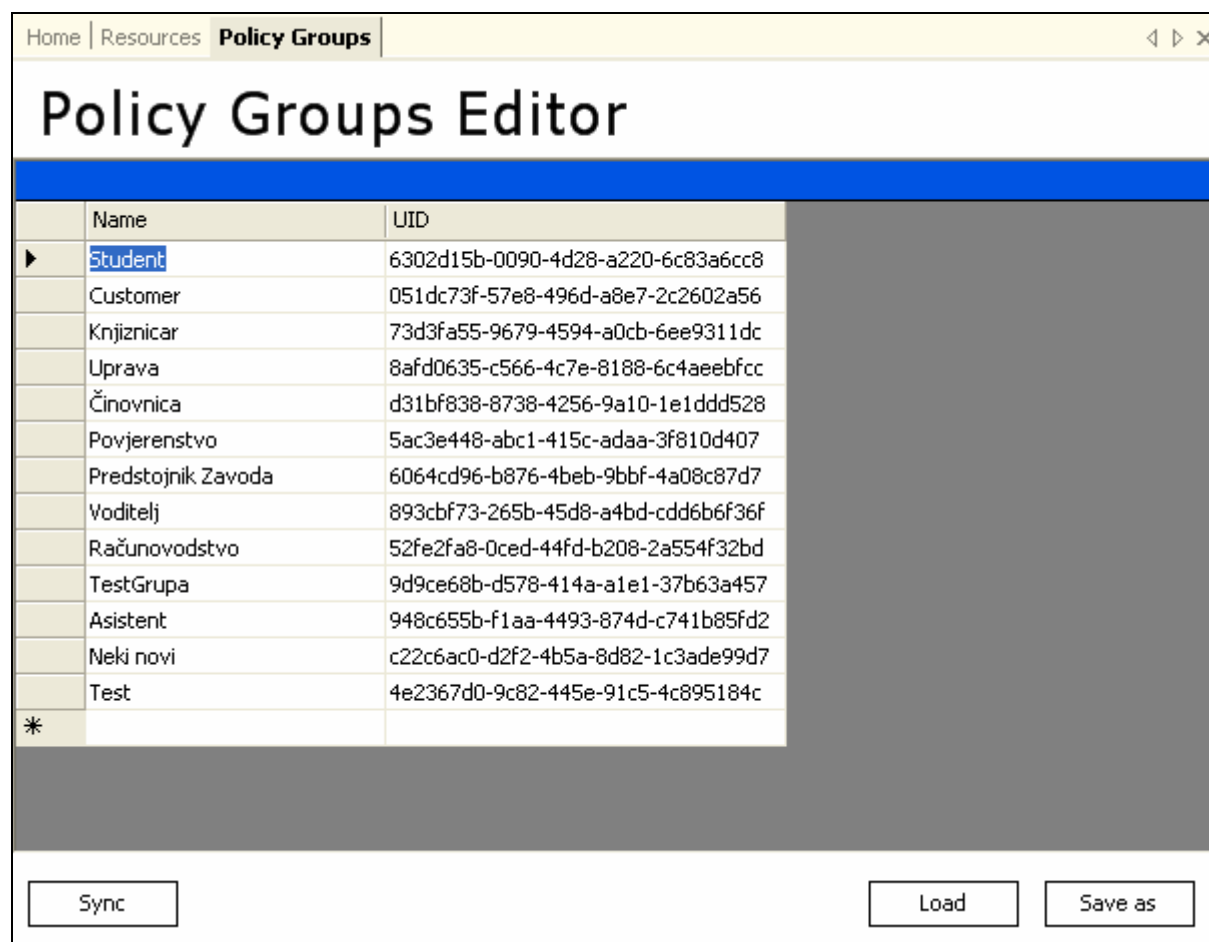 Home Resources Policy Groups
Policy Groups Editor
Name UID
Student 6302d15b-0090-4d28-a220-6c83a6cc8
Customer 051dc73f-57e8-496d-a8e7-2c2602a56
Knjiznicar 73d3fa55-9679-4594-a0cb-6ee9311dc
Uprava 8afd0635-c566-4c7e-8188-6c4aeebfcc
Činovnica d31bf838-8738-4256-9a10-1e1ddd528
Povjerenstvo 5ac3e448-abc1-415c-adaa-3f810d407
Predstojnik Zavoda 6064cd96-b876-4beb-9bbf-4a08c87d7
Voditelj 893cbf73-265b-45d8-a4bd-cdd6b6f36f
Računovodstvo 52fe2fa8-0ced-44fd-b208-2a554f32bd
TestGrupa 9d9ce68b-d578-414a-a1e1-37b63a457
Asistent 948c655b-f1aa-4493-874d-c741b85fd2
Neki novi c22c6ac0-d2f2-4b5a-8d82-1c3ade99d7
Test 4e2367d0-9c82-445e-91c5-4c895184c
Sync Load Save as